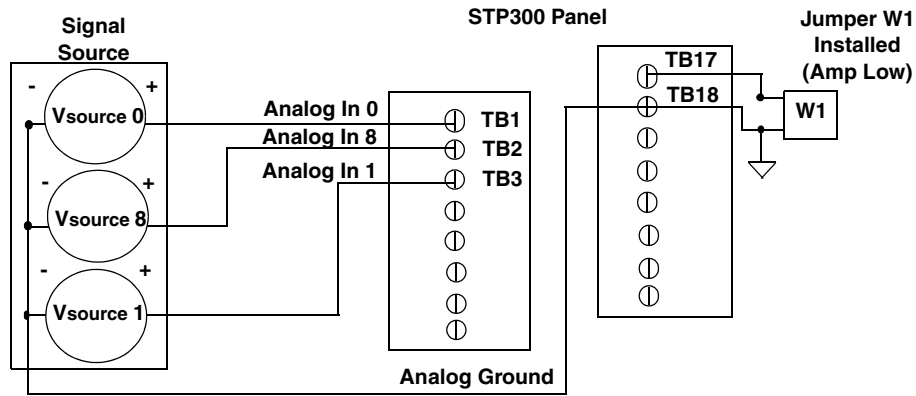 STP300 Panel
Signal
Source
Jumper W1
Installed
(Amp Low)
- +
Vsource 0
- +
Vsource 8
- +
Vsource 1
Analog In 0
Analog In 8
Analog In 1
TB1
TB2
TB3
TB17
TB18
W1
Analog Ground